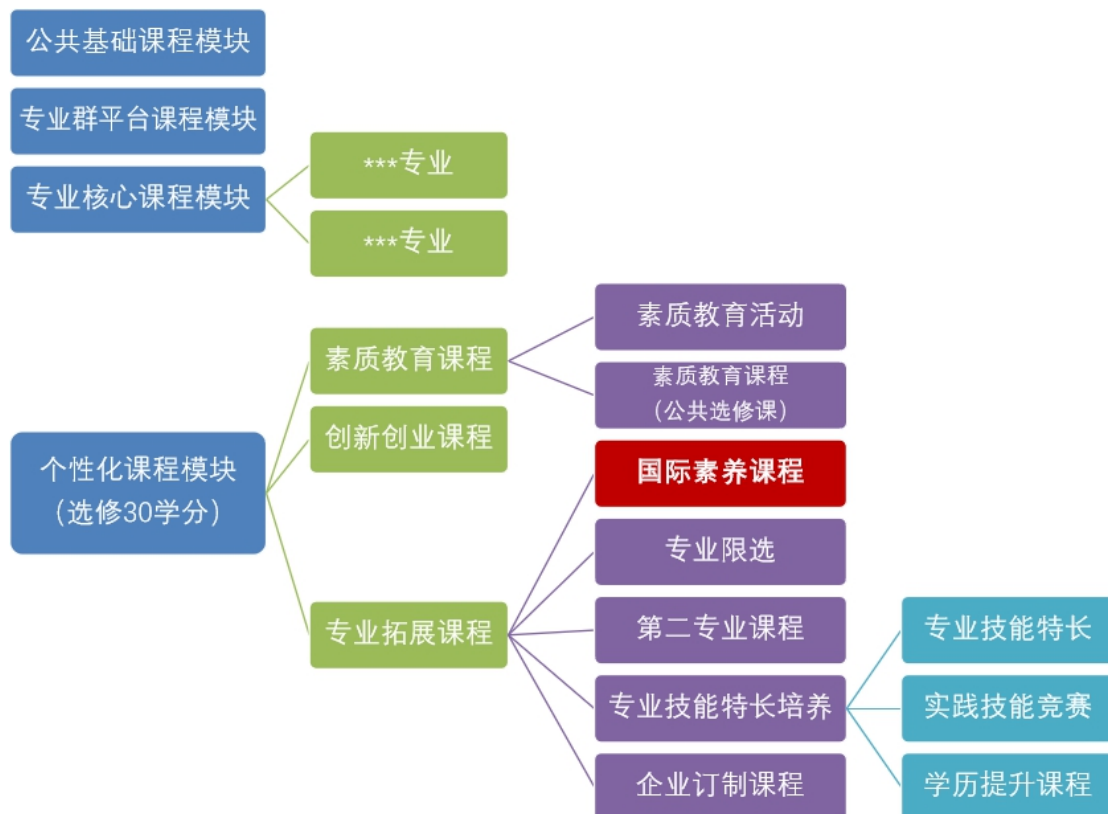 公共基础课程模块
专业群平台课程模块
专业核心课程模块
***专业
***专业
个性化课程模块
（选修30学分）
素质教育课程
创新创业课程
专业拓展课程
素质教育活动
素质教育课程
（公共选修课）
国际素养课程
专业限选
第二专业课程
专业技能特长培养
企业订制课程
专业技能特长
实践技能竞赛
学历提升课程